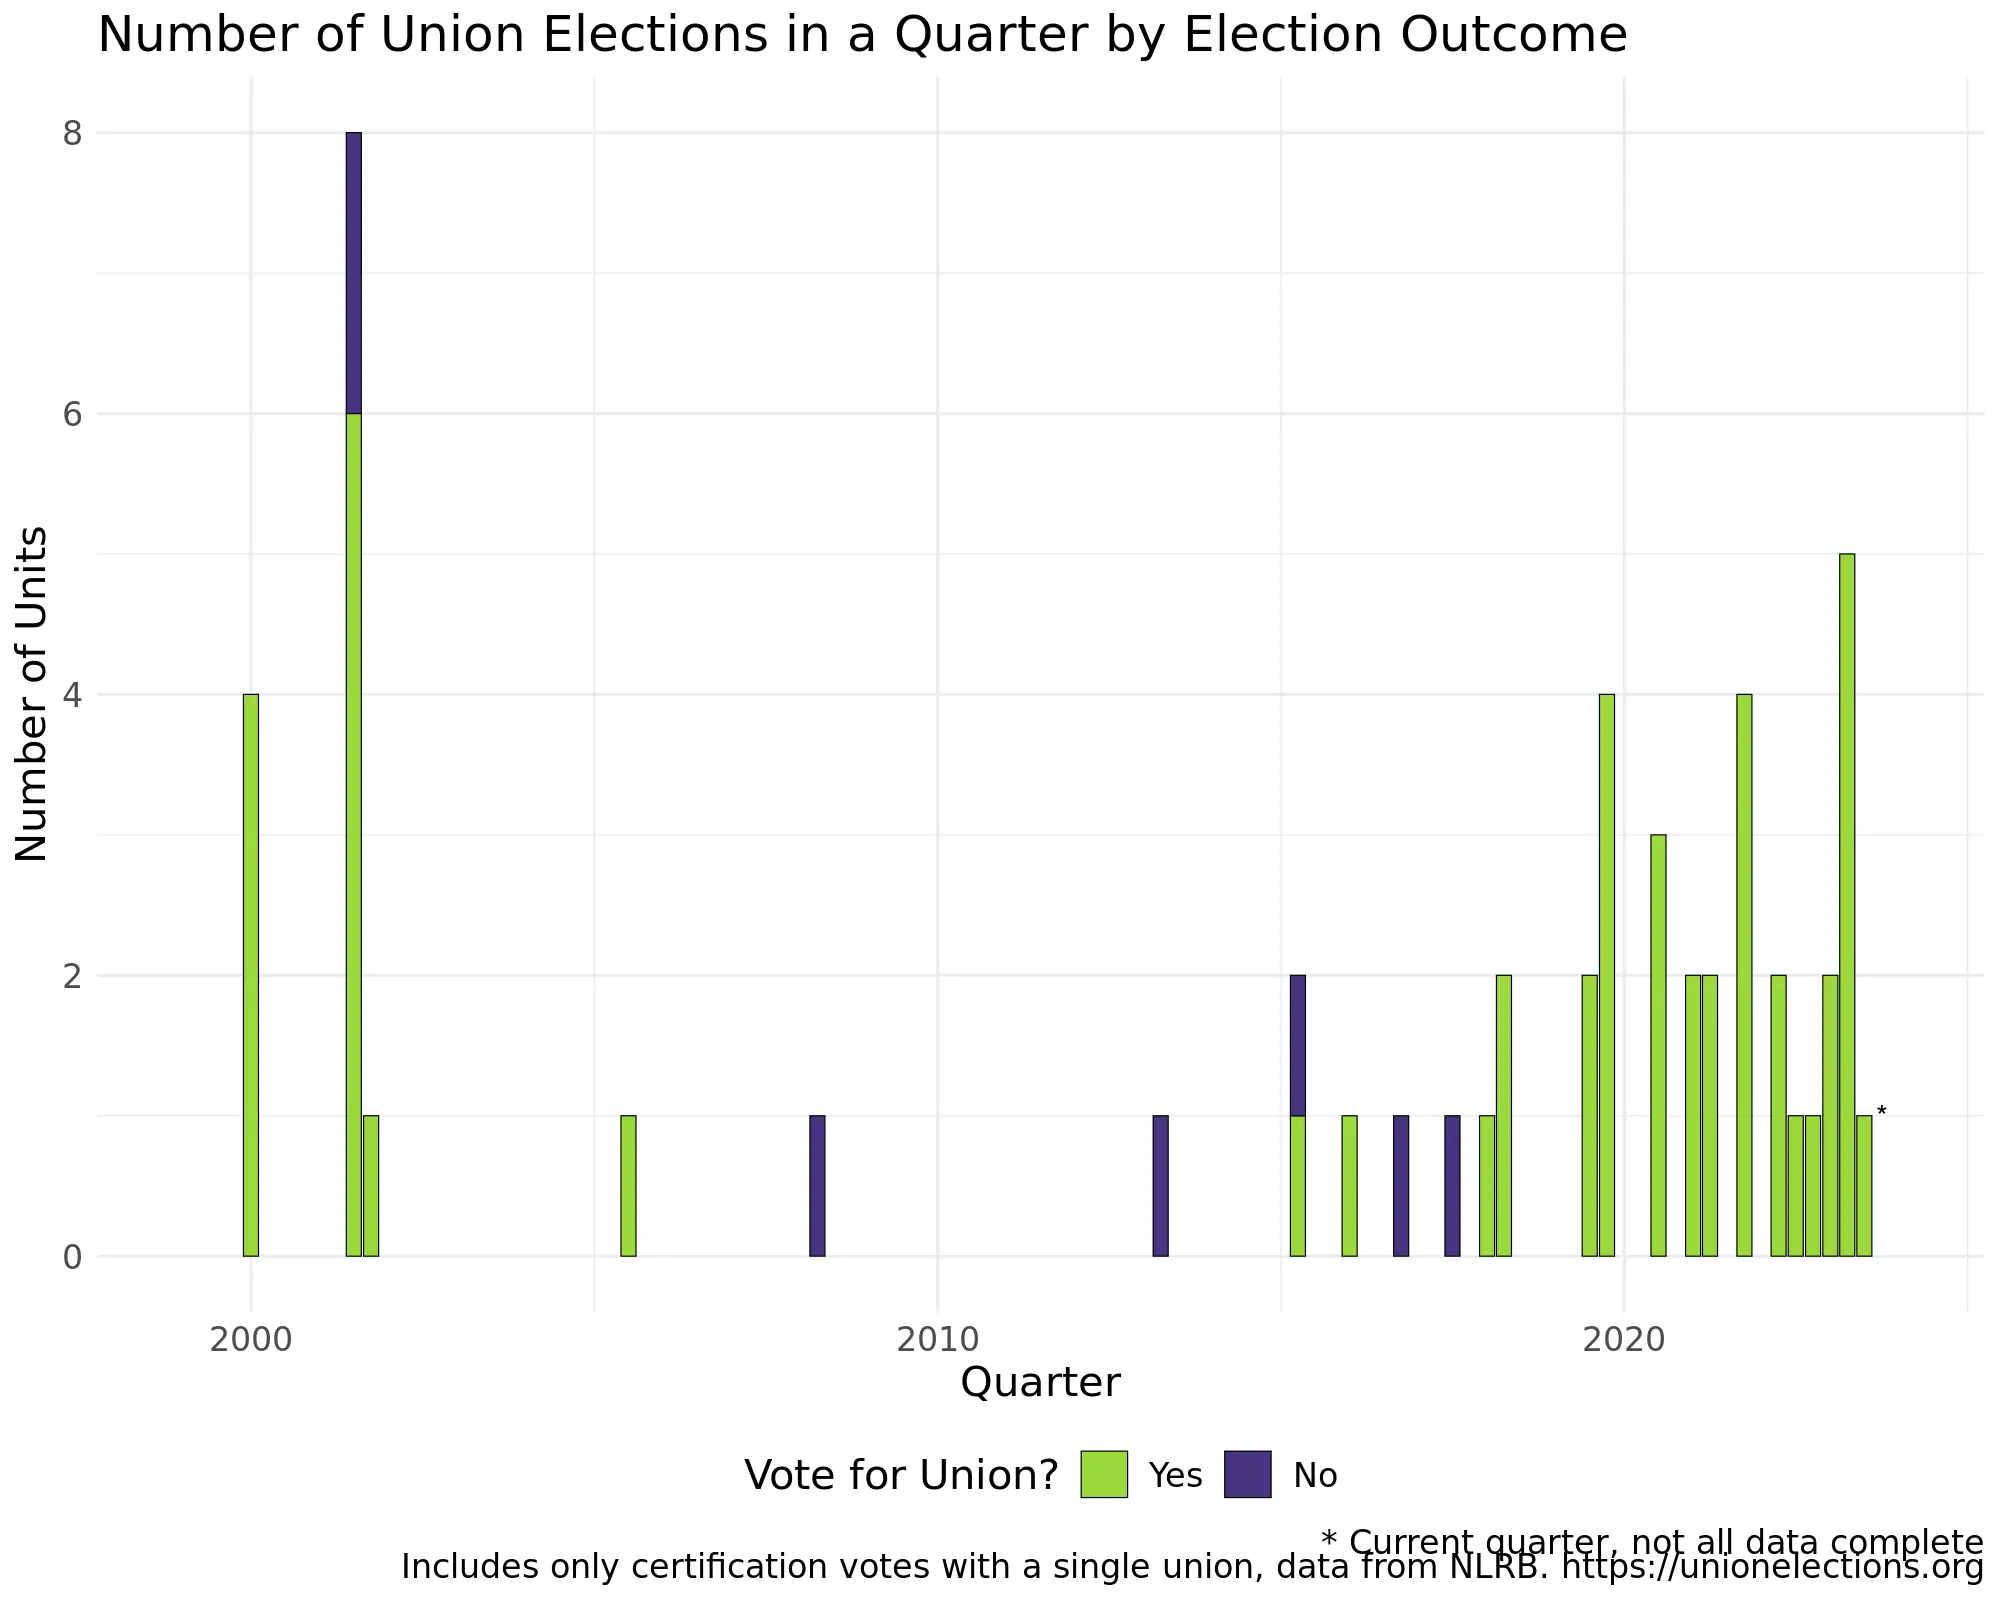 Number of Union Elections in a Quarter by Election Outcome
Number of Units
8
6
4
2
0
*
2000 2010 2020
Quarter
Vote for Union? Yes No
* Current quarter, not all data complete
Includes only certification votes with a single union, data from NLRB. https://unionelections.org